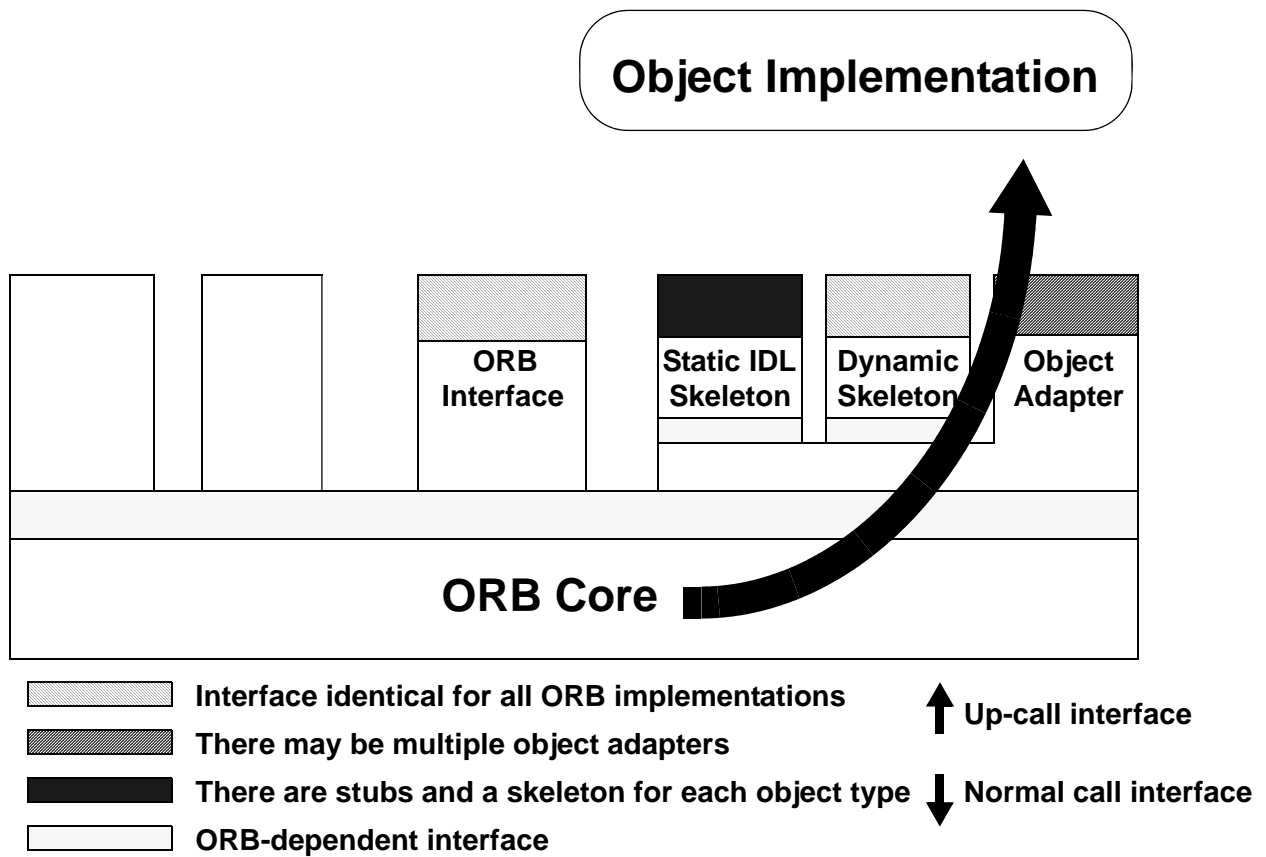 Object Implementation
ORB
Interface
Static IDL
Skeleton
Dynamic
Skeleton
Object
Adapter
ORB Core
Interface identical for all ORB implementations
There may be multiple object adapters
There are stubs and a skeleton for each object type
ORB-dependent interface
Up-call interface
Normal call interface